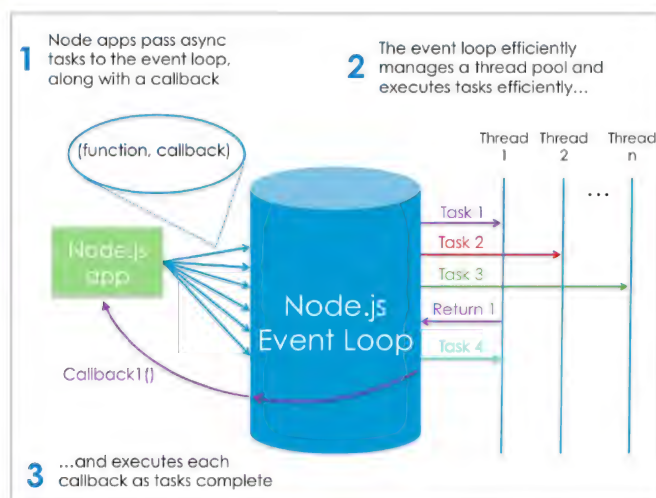 1
Node apps pass async
tasks to the event loop,
along with a callback
2
The event loop efficiently
manages a thread pool and
executes tasks efficiently...
(function, callback)
Thread
1
Thread
2
...
Thread
n
Node.js
app
Node.js
Event Loop
Task 1
Task 2
Task 3
Return 1
Task 4
Callback1()
3
...and executes each
callback as tasks complete